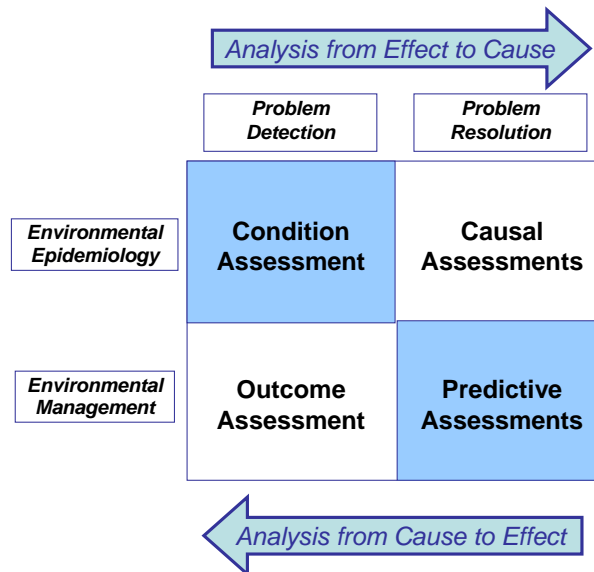 Analysis from Effect to Cause
Problem
Detection
Problem
Resolution
Environmental
Epidemiology
Condition
Assessment
Causal
Assessments
Environmental
Management
Outcome
Assessment
Predictive
Assessments
Analysis from Cause to Effect